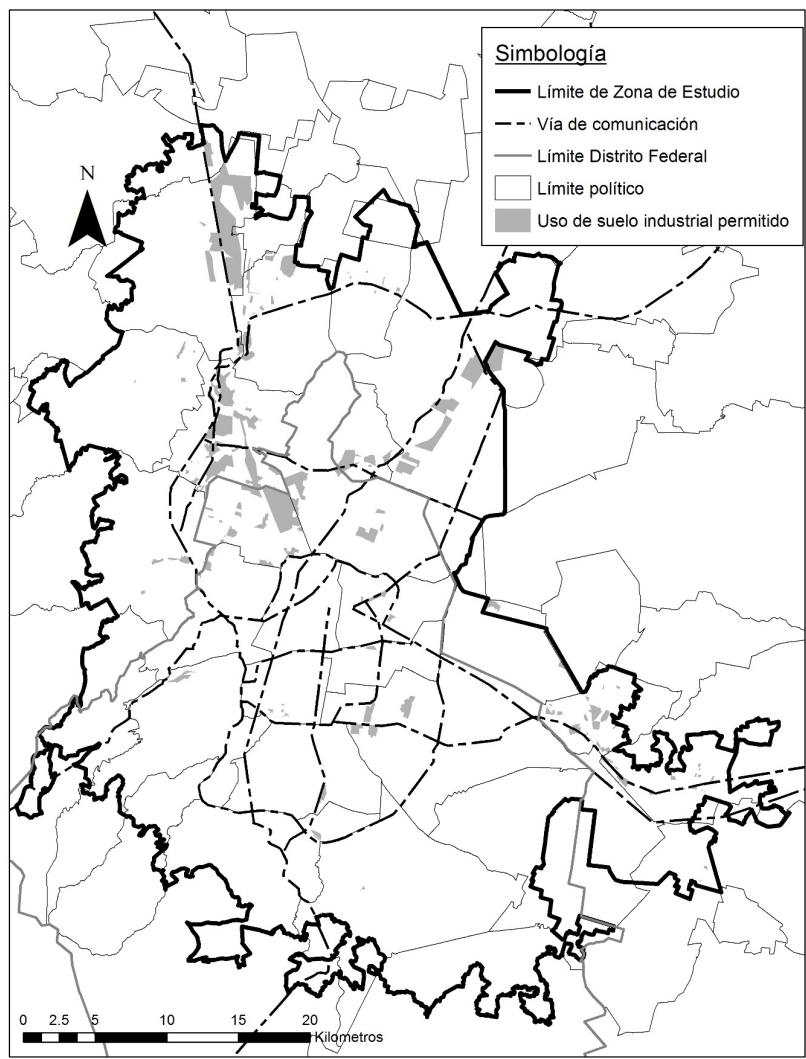 Simbología
Límite de Zona de Estudio
Vía de comunicación
Límite Distrito Federal
Límite político
Uso de suelo industrial permitido
N
0 2.5 5 10 15 20
Kilometros